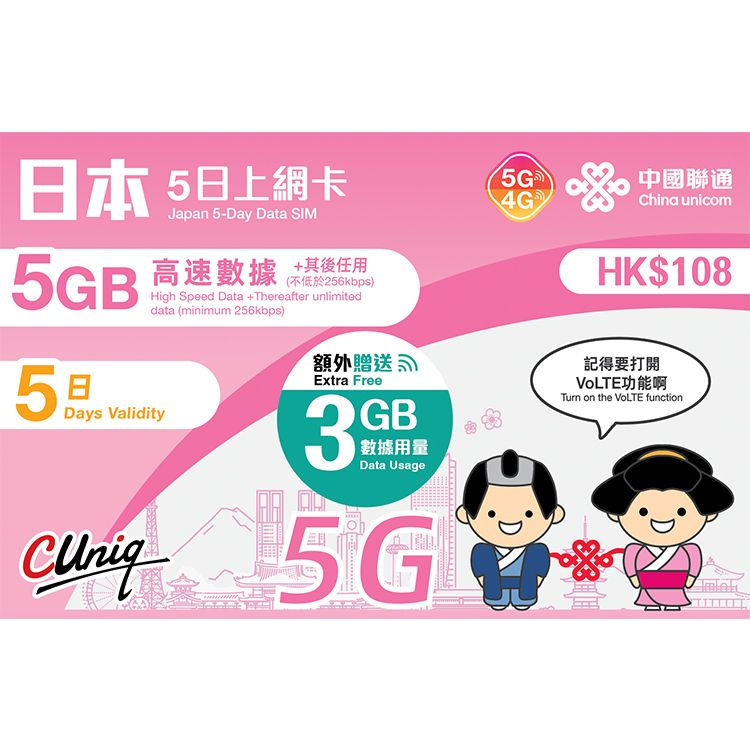 日本 5日上網卡
Japan 5-Day Data SIM
5G
4G
中國聯通
China unicom
5GB 高速數據 +其後任用
(不低於256kbps)
High Speed Data +Thereafter unlimited
data (minimum 256kbps)
HK$108
5日
Days Validity
額外贈送
Extra Free
3GB
數據用量
Data Usage
記得要打開
VoLTE功能啊
Turn on the VoLTE function
CUniq
5G